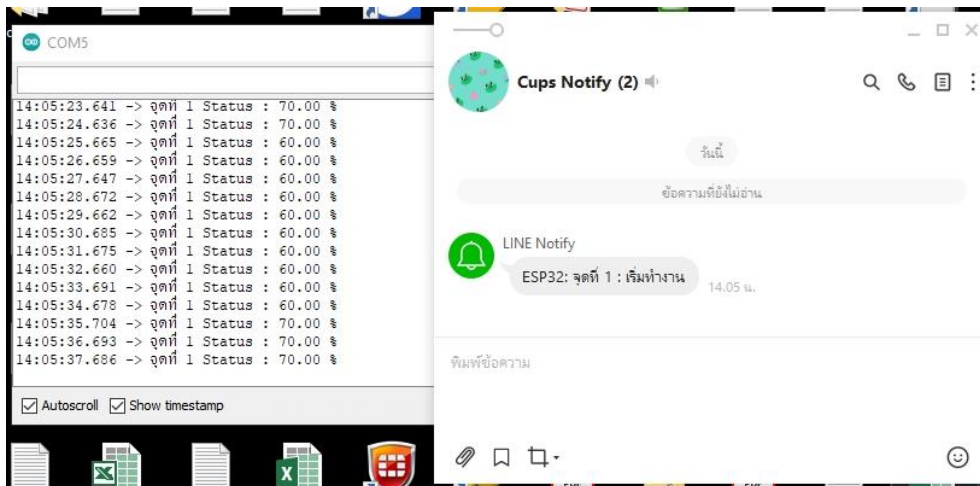 COM5
14:05:23.641 -> จุดที่ 1 Status : 70.00 %
14:05:24.636 -> จุดที่ 1 Status : 70.00 %
14:05:25.665 -> จุดที่ 1 Status : 60.00 %
14:05:26.659 -> จุดที่ 1 Status : 60.00 %
14:05:27.647 -> จุดที่ 1 Status : 60.00 %
14:05:28.672 -> จุดที่ 1 Status : 60.00 %
14:05:29.662 -> จุดที่ 1 Status : 60.00 %
14:05:30.685 -> จุดที่ 1 Status : 60.00 %
14:05:31.675 -> จุดที่ 1 Status : 60.00 %
14:05:32.660 -> จุดที่ 1 Status : 60.00 %
14:05:33.691 -> จุดที่ 1 Status : 60.00 %
14:05:34.678 -> จุดที่ 1 Status : 60.00 %
14:05:35.704 -> จุดที่ 1 Status : 70.00 %
14:05:36.693 -> จุดที่ 1 Status : 70.00 %
14:05:37.686 -> จุดที่ 1 Status : 70.00 %
Autoscroll Show timestamp
Cups Notify (2)
วันนี้
ข้อความที่ยังไม่อ่าน
LINE Notify
ESP32: จุดที่ 1 : เริ่มทำงาน
14.05 น.
พิมพ์ข้อความ